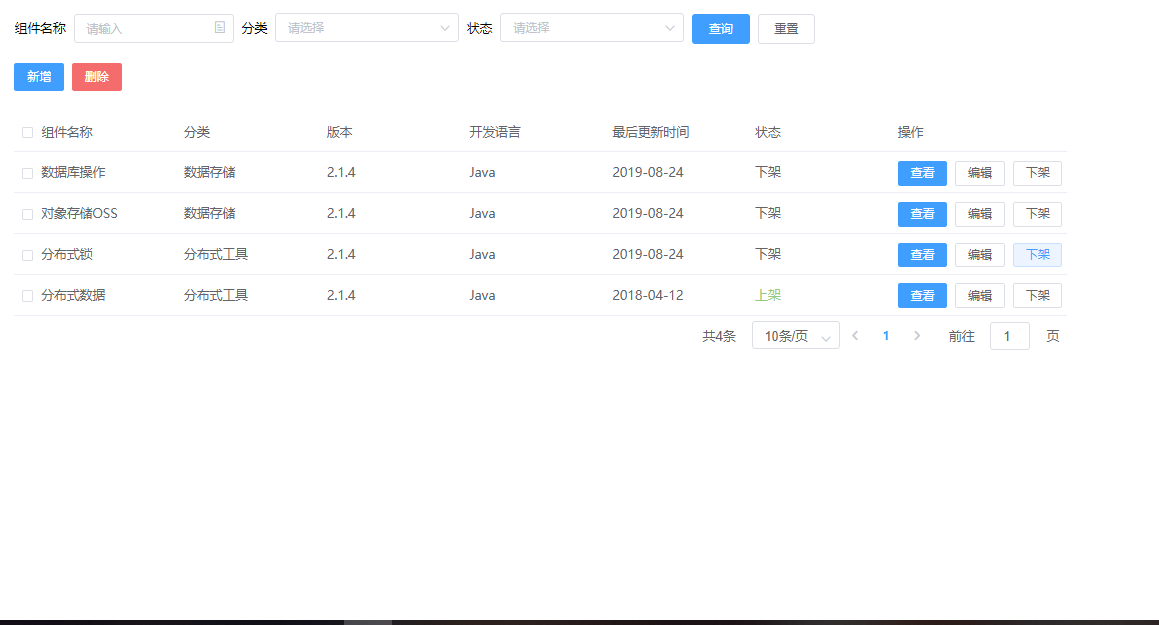 组件名称 请输入 分类 请选择 状态 请选择 查询 重置
新增 删除
组件名称 分类 版本 开发语言 最后更新时间 状态 操作
数据库操作 数据存储 2.1.4 Java 2019-08-24 下架 查看 编辑 下架
对象存储OSS 数据存储 2.1.4 Java 2019-08-24 下架 查看 编辑 下架
分布式锁 分布式工具 2.1.4 Java 2019-08-24 下架 查看 编辑 下架
分布式数据 分布式工具 2.1.4 Java 2018-04-12 上架 查看 编辑 下架
共4条 10条/页 1 前往 1 页